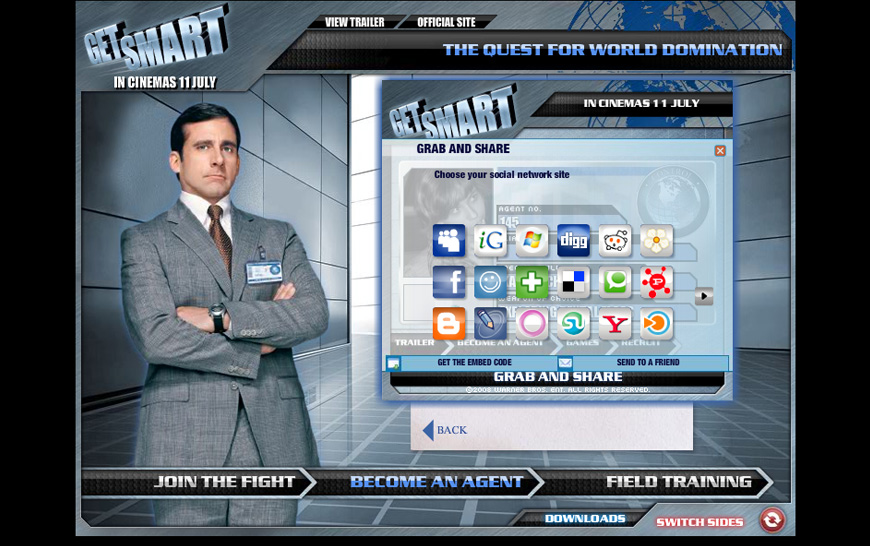 VIEW TRAILER
OFFICIAL SITE
GET SMART
IN CINEMAS 11 JULY
THE QUEST FOR WORLD DOMINATION
GET SMART
IN CINEMAS 11 JULY
GRAB AND SHARE
Choose your social network site
AGENT NO.
145
iG
digg
f
TRAILER
BECOME AN AGENT
GAMES
RECRUIT
GET THE EMBED CODE
SEND TO A FRIEND
GRAB AND SHARE
©2008 WARNER BROS. ENT. ALL RIGHTS RESERVED.
BACK
JOIN THE FIGHT
BECOME AN AGENT
FIELD TRAINING
DOWNLOADS
SWITCH SIDES